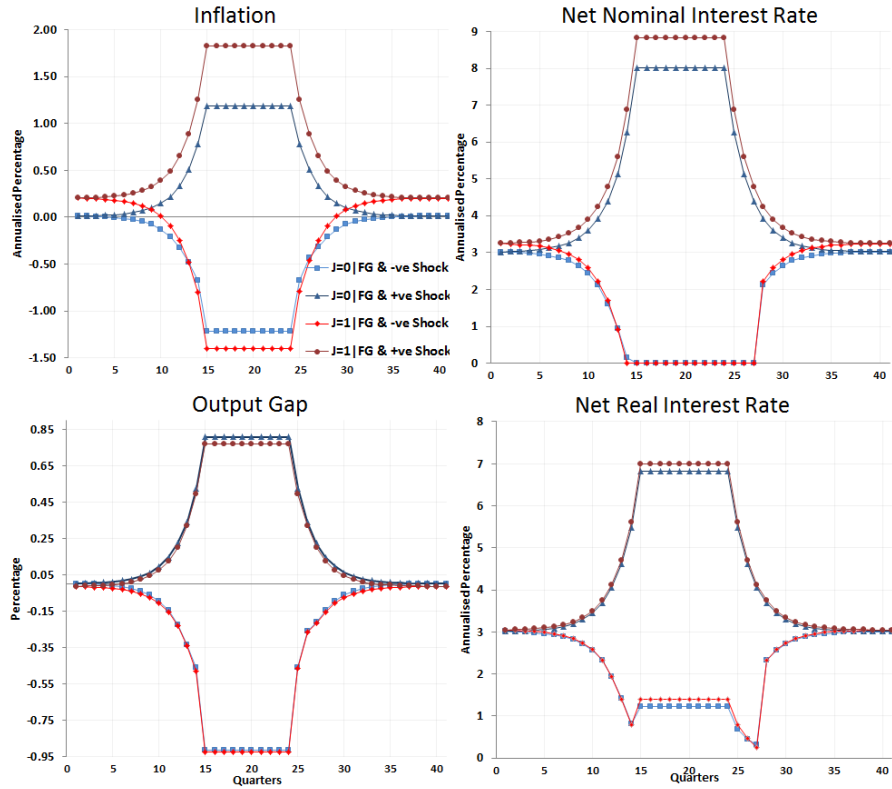 Inflation
Annualised Percentage
2.00
1.50
1.00
0.50
0.00
-0.50
-1.00
-1.50
J=0|FG & -ve Shock
J=0|FG & +ve Shock
J=1|FG & -ve Shock
J=1|FG & +ve Shock
0 5 10 15 20 25 30 35 40
Net Nominal Interest Rate
Annualised Percentage
9
8
7
6
5
4
3
2
1
0
0 5 10 15 20 25 30 35 40
Output Gap
Percentage
0.85
0.65
0.45
0.25
0.05
-0.15
-0.35
-0.55
-0.75
-0.95
0 5 10 15 20 25 30 35 40
Quarters
Net Real Interest Rate
Annualised Percentage
8
7
6
5
4
3
2
1
0
0 5 10 15 20 25 30 35 40
Quarters